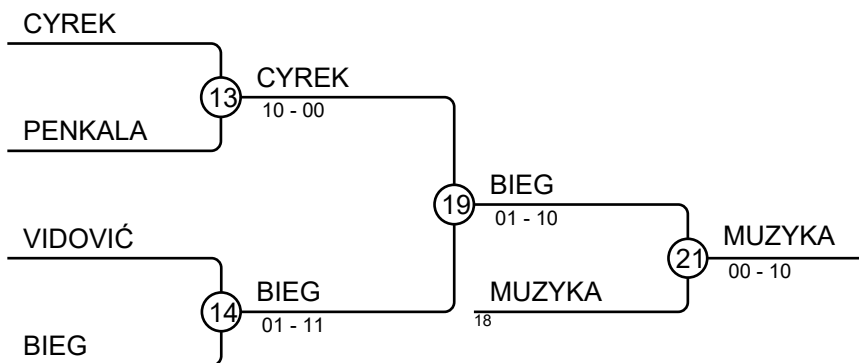 CYREK
13
CYREK
10 - 00
PENKALA
19
BIEG
01 - 10
VIDOVIĆ
21
MUZYKA
00 - 10
14
BIEG
01 - 11
MUZYKA
18
BIEG